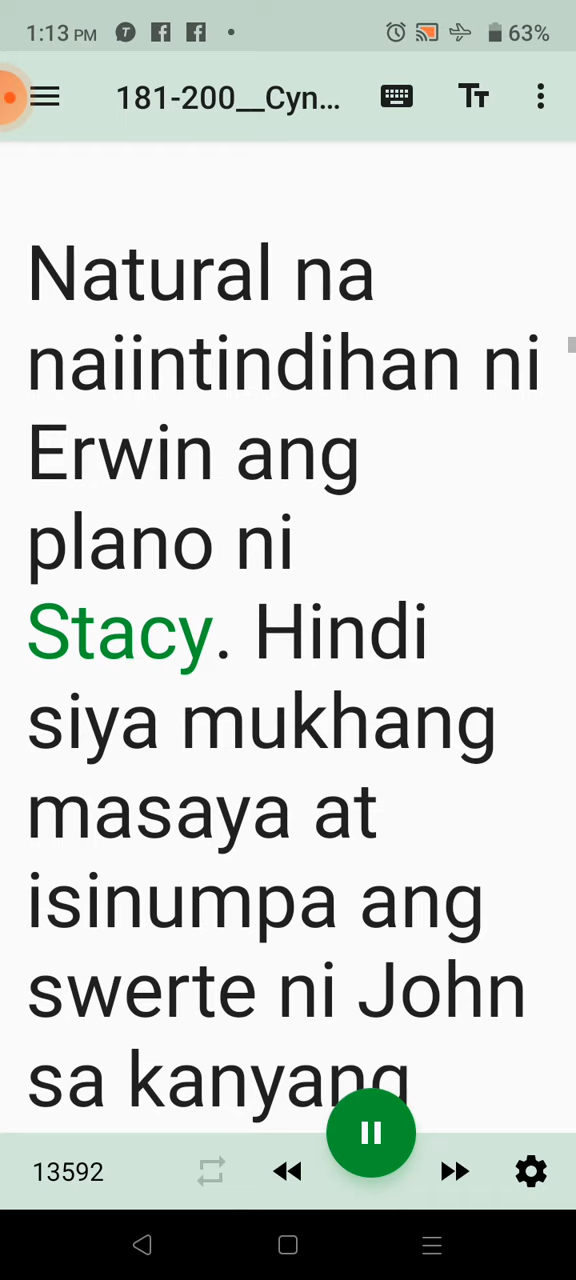 1:13 PM
63%
181-200__Cyn...
Natural na
naiintindihan ni
Erwin ang
plano ni
Stacy. Hindi
siya mukhang
masaya at
isinumpa ang
swerte ni John
sa kanyang
13592